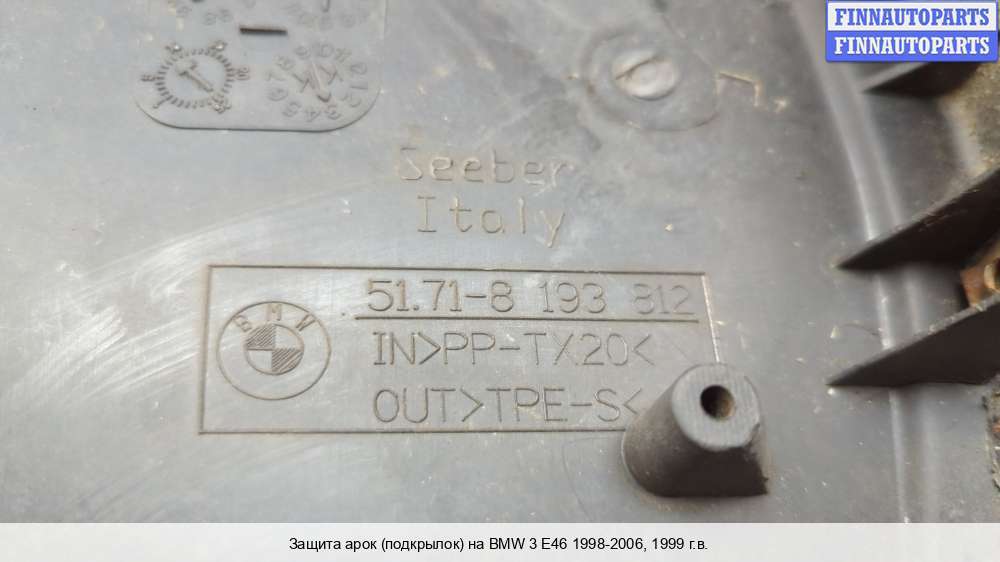 FINNAUTOPARTS
FINNAUTOPARTS
Seeber
Italy
51.71-8 193 812
BMW
IN>PP-TX20<
OUT>TPE-S<
Защита арок (подкрылок) на BMW 3 E46 1998-2006, 1999 г.в.